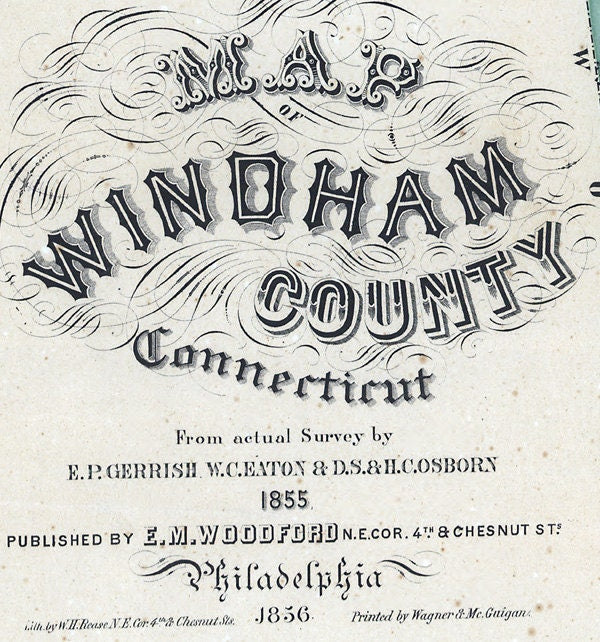 MAP
OF
WINDHAM
COUNTY
Connecticut
From actual Survey by
E.P. GERRISH. W.C. EATON & D.S. & H.C. OSBORN
1855.
PUBLISHED BY E.M. WOODFORD N.E. COR. 4TH & CHESNUT STS
Philadelphia
1856.
Lith. by W.H. Rease N.E. Cor. 4th & Chesnut Sts.
Printed by Wagner & Mc. Guigan.